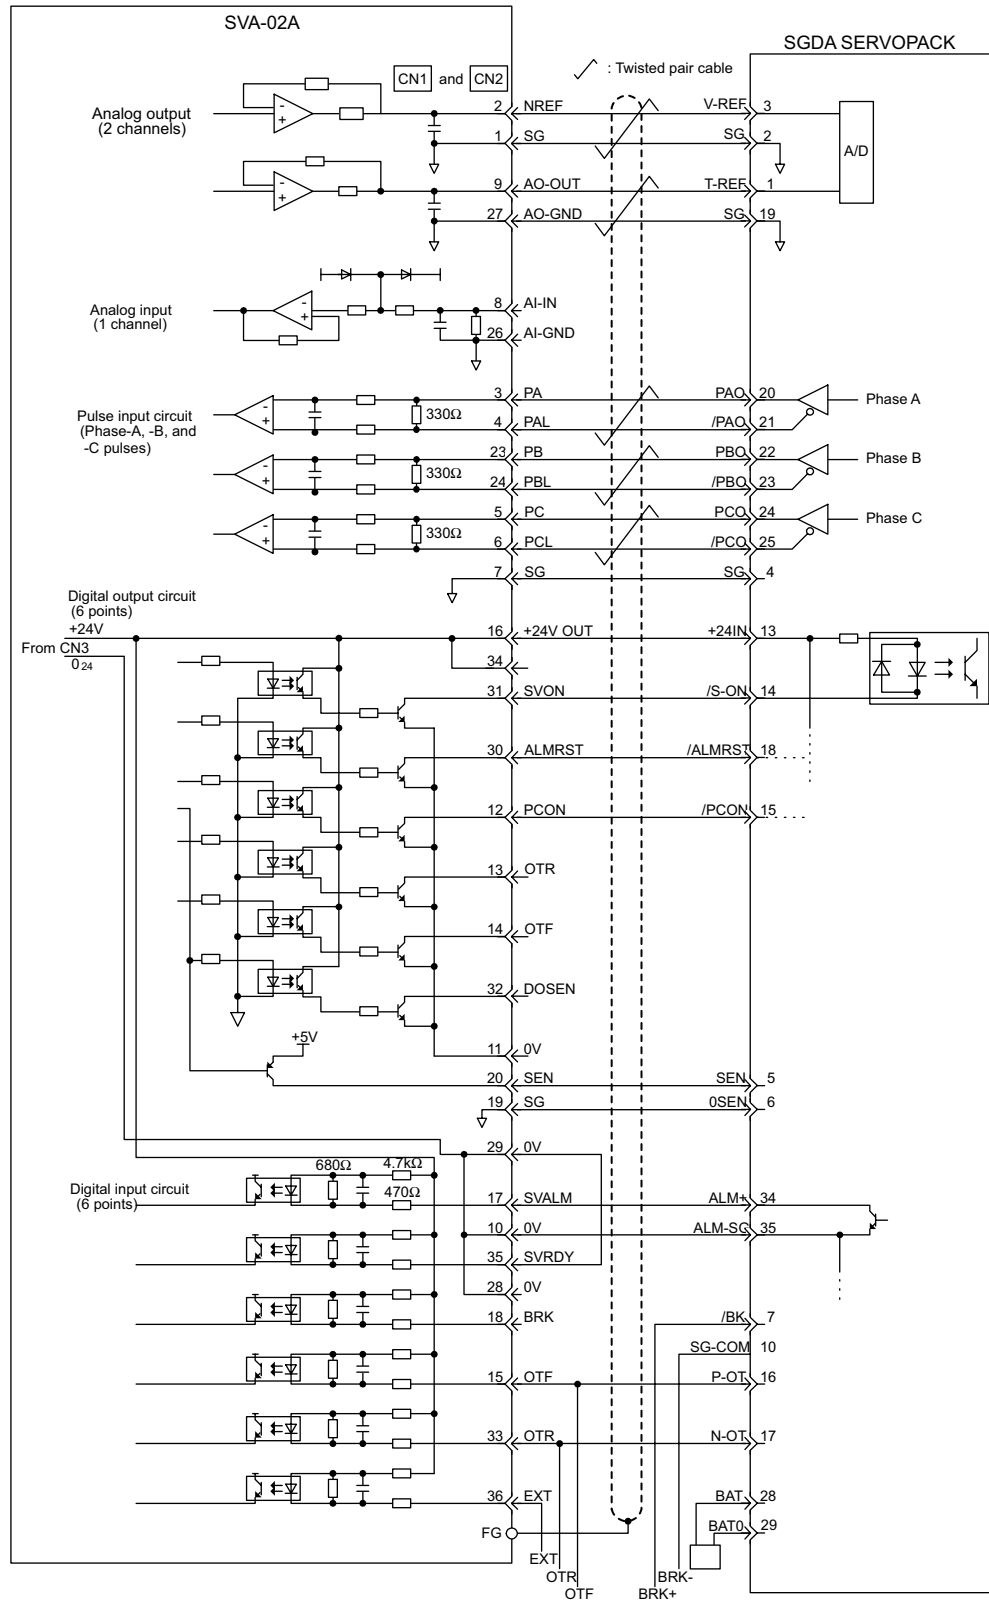 SVA-02A
SGDA SERVOPACK
: Twisted pair cable
CN1 and CN2
Analog output
(2 channels)
2 NREF V-REF 3
1 SG SG 2
A/D
9 AO-OUT T-REF 1
27 AO-GND SG 19
Analog input
(1 channel)
8 AI-IN
26 AI-GND
Pulse input circuit
(Phase-A, -B, and
-C pulses)
3 PA PAO 20 Phase A
330Ω
4 PAL /PAO 21
23 PB PBO 22 Phase B
330Ω
24 PBL /PBO 23
5 PC PCO 24 Phase C
330Ω
6 PCL /PCO 25
7 SG SG 4
Digital output circuit
(6 points)
+24V
From CN3
024
16 +24V OUT +24IN 13
34
31 SVON /S-ON 14
30 ALMRST /ALMRST 18
12 PCON /PCON 15
13 OTR
14 OTF
32 DOSEN
+5V
11 0V
20 SEN SEN 5
19 SG 0SEN 6
29 0V
680Ω 4.7kΩ
470Ω
Digital input circuit
(6 points)
17 SVALM ALM+ 34
10 0V ALM-SC 35
35 SVRDY
28 0V
18 BRK /BK 7
SG-COM 10
15 OTF P-OT 16
33 OTR N-OT 17
36 EXT BAT 28
FG BAT0 29
EXT
OTR
OTF
BRK-
BRK+